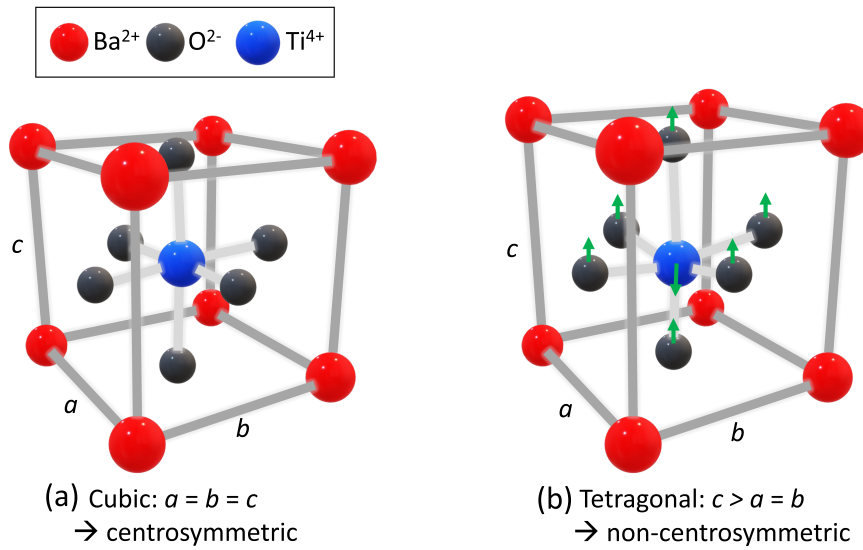 Ba²⁺ O²⁻ Ti⁴⁺
c
a
b
c
a
b
(a) Cubic: a = b = c
→ centrosymmetric
(b) Tetragonal: c > a = b
→ non-centrosymmetric